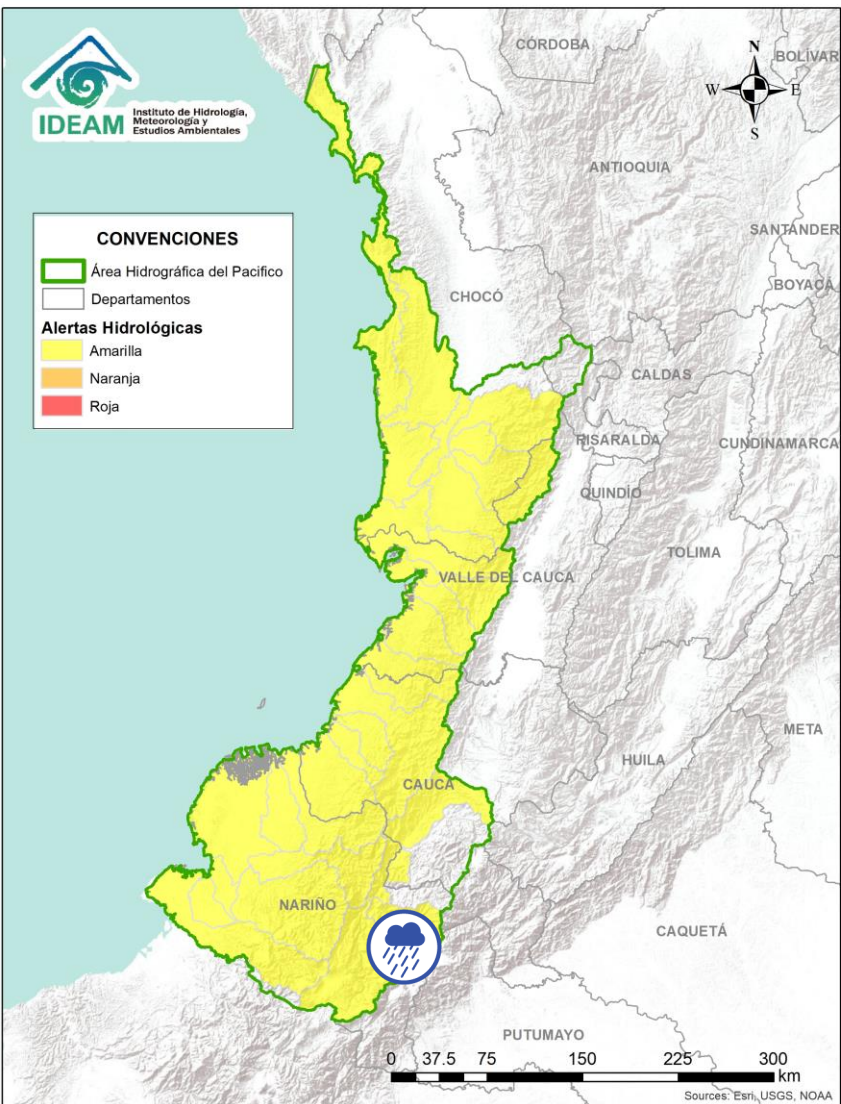 IDEAM
Instituto de Hidrología,
Meteorología y
Estudios Ambientales
CÓRDOBA
BOLÍVAR
N
W
E
S
ANTIOQUIA
SANTANDER
BOYACÁ
CONVENCIONES
Área Hidrográfica del Pacifico
Departamentos
Alertas Hidrológicas
Amarilla
Naranja
Roja
CHOCÓ
CALDAS
RISARALDA
CUNDINAMARCA
QUINDÍO
TOLIMA
VALLE DEL CAUCA
META
HUILA
CAUCA
NARIÑO
CAQUETÁ
PUTUMAYO
0 37.5 75 150 225 300
km
Sources: Esri, USGS, NOAA